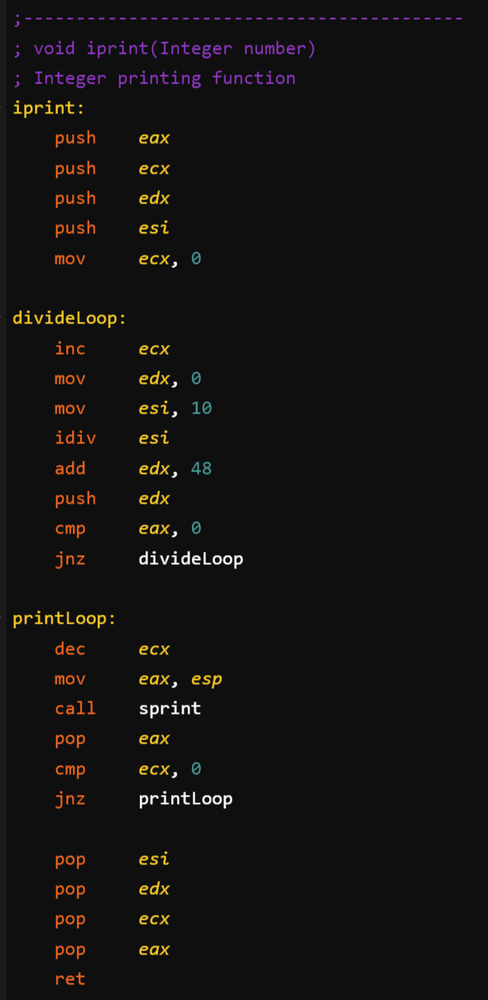 ;------------------------------------------
; void iprint(Integer number)
; Integer printing function
iprint:
    push    eax
    push    ecx
    push    edx
    push    esi
    mov     ecx, 0

divideLoop:
    inc     ecx
    mov     edx, 0
    mov     esi, 10
    idiv    esi
    add     edx, 48
    push    edx
    cmp     eax, 0
    jnz     divideLoop

printLoop:
    dec     ecx
    mov     eax, esp
    call    sprint
    pop     eax
    cmp     ecx, 0
    jnz     printLoop

    pop     esi
    pop     edx
    pop     ecx
    pop     eax
    ret